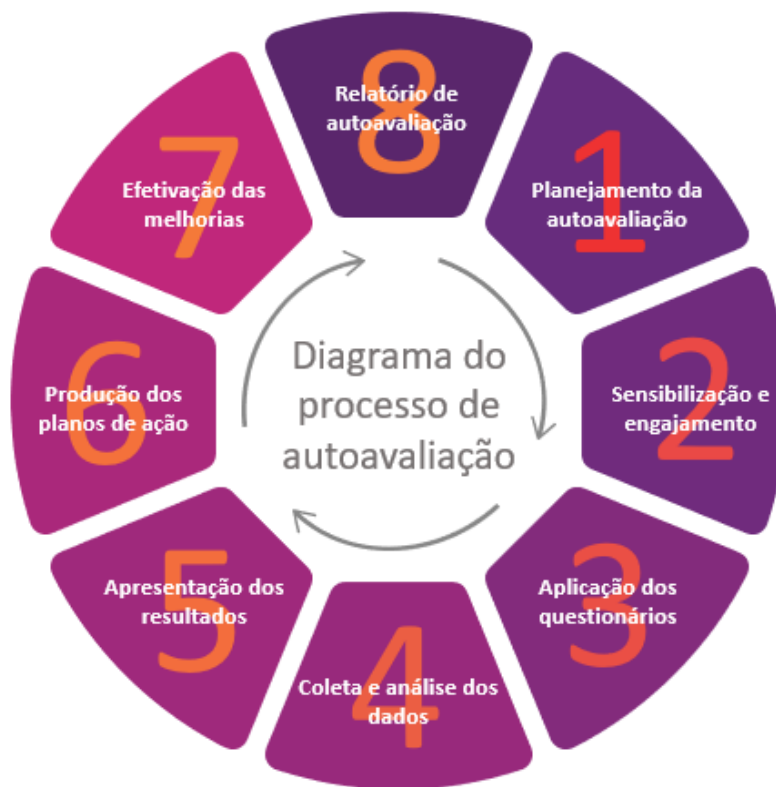 8
Relatório de
autoavaliação
1
Planejamento da
autoavaliação
2
Sensibilização e
engajamento
3
Aplicação dos
questionários
4
Coleta e análise dos
dados
5
Apresentação dos
resultados
6
Produção dos
planos de ação
7
Efetivação das
melhorias
Diagrama do
processo de
autoavaliação